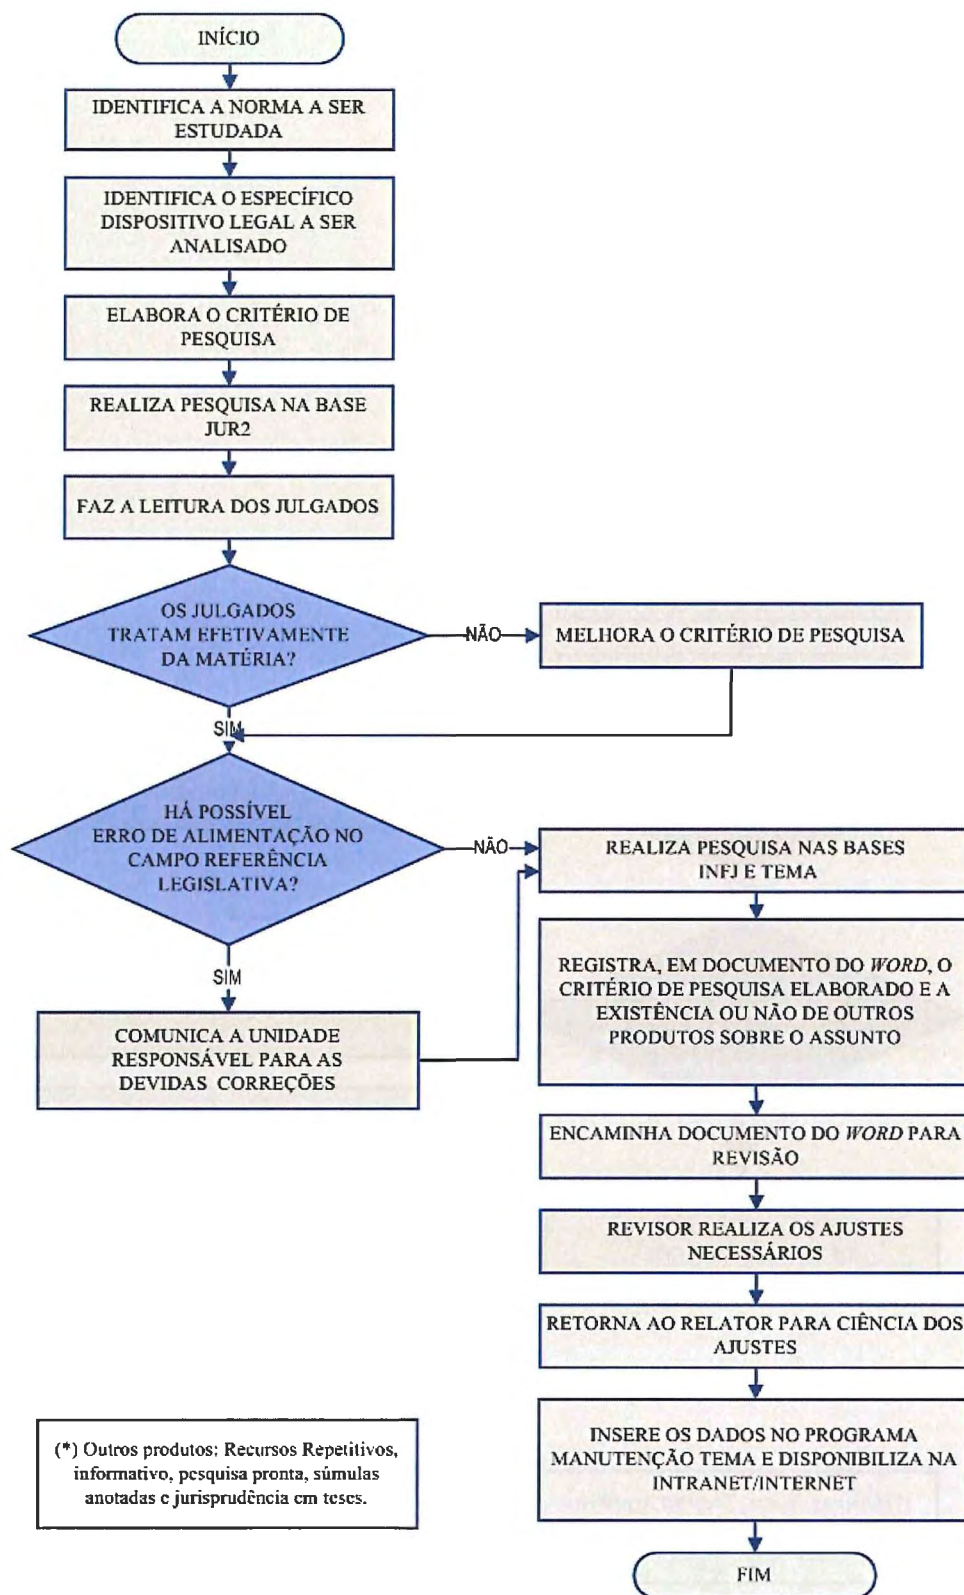 INÍCIO
IDENTIFICA A NORMA A SER
ESTUDADA
IDENTIFICA O ESPECÍFICO
DISPOSITIVO LEGAL A SER
ANALISADO
ELABORA O CRITÉRIO DE
PESQUISA
REALIZA PESQUISA NA BASE
JUR2
FAZ A LEITURA DOS JULGADOS
OS JULGADOS
TRATAM EFETIVAMENTE
DA MATÉRIA?
NÃO
MELHORA O CRITÉRIO DE PESQUISA
SIM
HÁ POSSÍVEL
ERRO DE ALIMENTAÇÃO NO
CAMPO REFERÊNCIA
LEGISLATIVA?
NÃO
REALIZA PESQUISA NAS BASES
INFJ E TEMA
SIM
COMUNICA A UNIDADE
RESPONSÁVEL PARA AS
DEVIDAS CORREÇÕES
REGISTRA, EM DOCUMENTO DO WORD, O
CRITÉRIO DE PESQUISA ELABORADO E A
EXISTÊNCIA OU NÃO DE OUTROS
PRODUTOS SOBRE O ASSUNTO
ENCAMINHA DOCUMENTO DO WORD PARA
REVISÃO
REVISOR REALIZA OS AJUSTES
NECESSÁRIOS
RETORNA AO RELATOR PARA CIÊNCIA DOS
AJUSTES
INSERE OS DADOS NO PROGRAMA
MANUTENÇÃO TEMA E DISPONIBILIZA NA
INTRANET/INTERNET
FIM
(*) Outros produtos: Recursos Repetitivos,
informativo, pesquisa pronta, súmulas
anotadas e jurisprudência em teses.